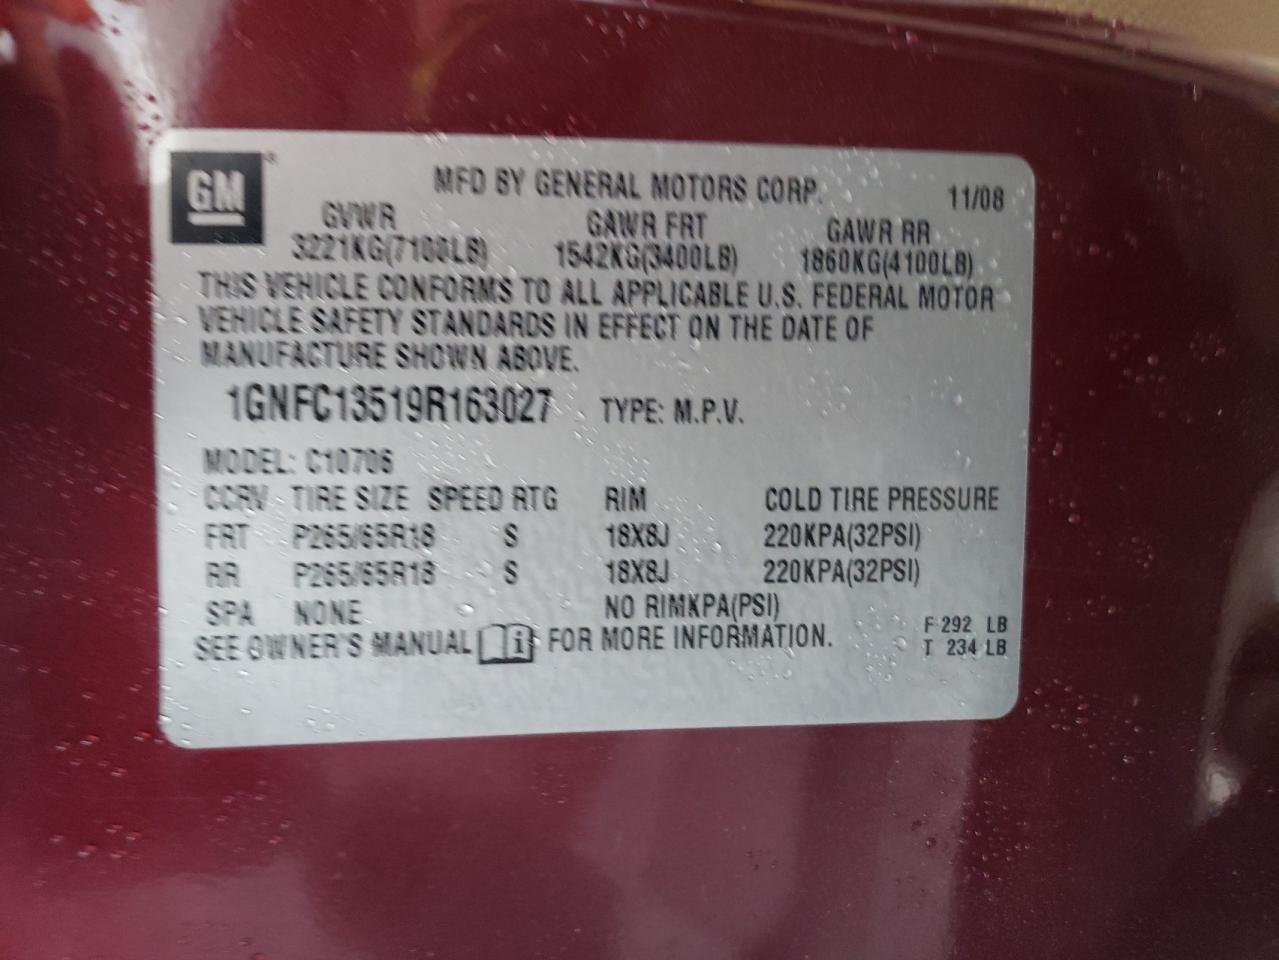 GM
MFD BY GENERAL MOTORS CORP. 11/08
GVWR GAWR FRT GAWR RR
3221KG(7100LB) 1542KG(3400LB) 1860KG(4100LB)
THIS VEHICLE CONFORMS TO ALL APPLICABLE U.S. FEDERAL MOTOR
VEHICLE SAFETY STANDARDS IN EFFECT ON THE DATE OF
MANUFACTURE SHOWN ABOVE.
1GNFC13519R163027 TYPE: M.P.V.
MODEL: C10706
CCRV TIRE SIZE SPEED RTG RIM COLD TIRE PRESSURE
FRT P265/65R18 S 18X8J 220KPA(32PSI)
RR P265/65R18 S 18X8J 220KPA(32PSI)
SPA NONE NO RIMKPA(PSI)
SEE OWNER'S MANUAL i FOR MORE INFORMATION.
F 292 LB
T 234 LB